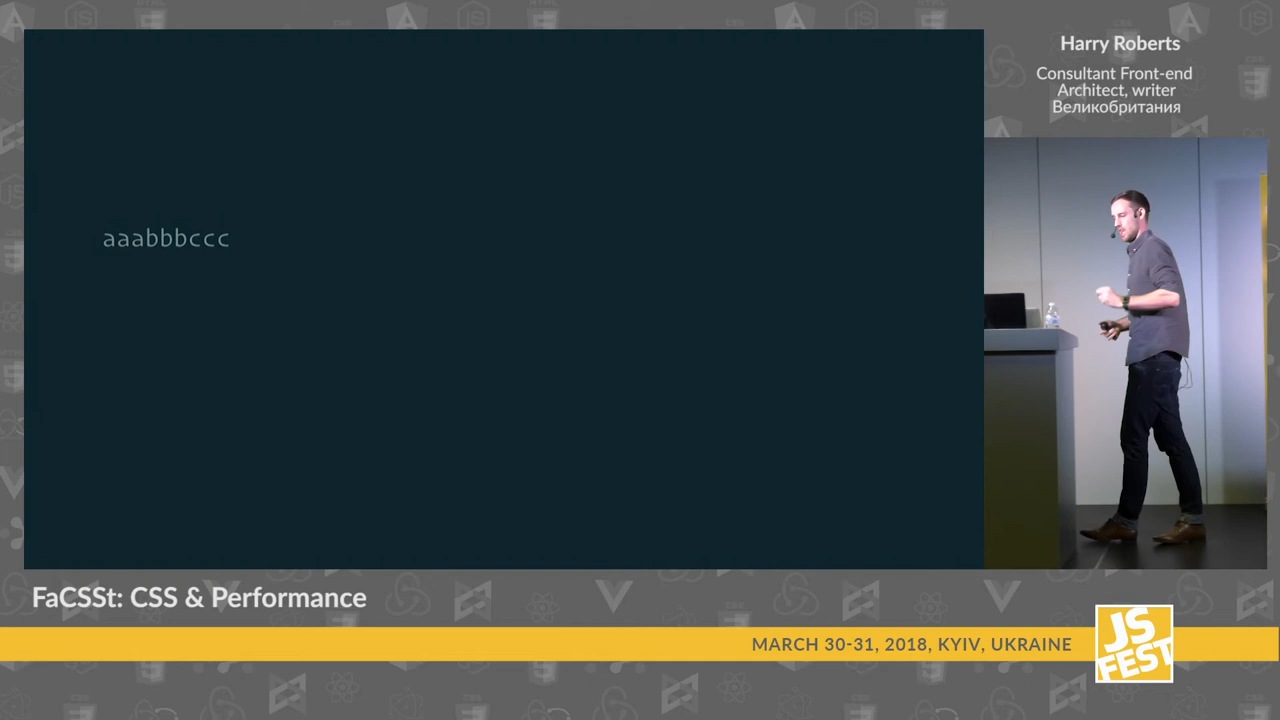 aaabbbccc
Harry Roberts
Consultant Front-end
Architect, writer
Великобритания
FaCSSt: CSS & Performance
MARCH 30-31, 2018, KYIV, UKRAINE
JS
FEST